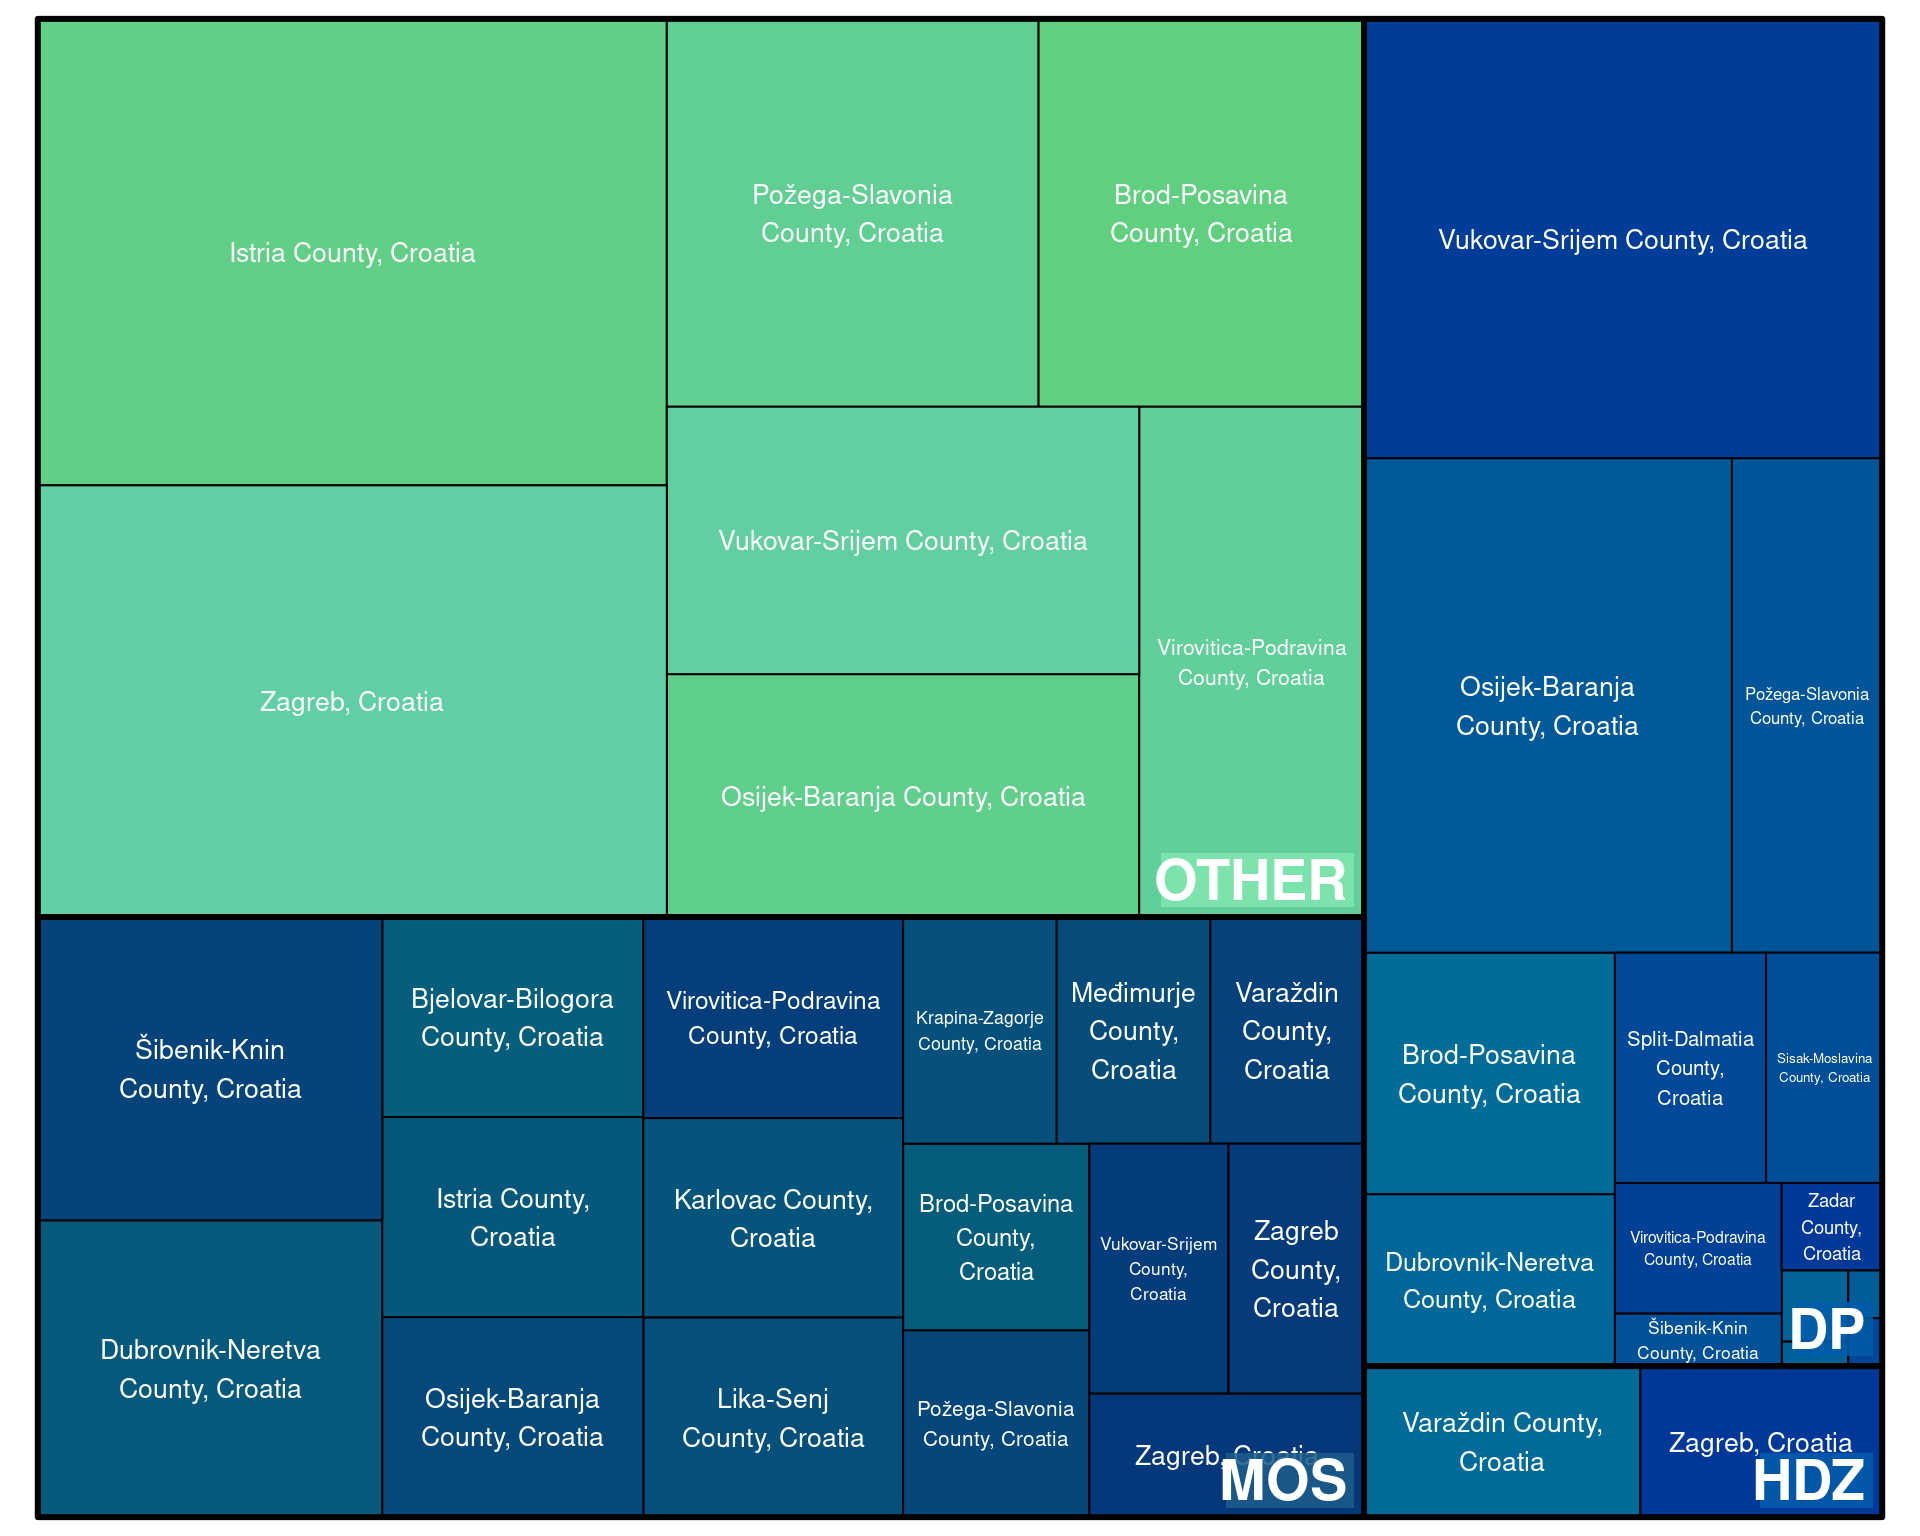 Istria County, Croatia
Požega-Slavonia
County, Croatia
Brod-Posavina
County, Croatia
Zagreb, Croatia
Vukovar-Srijem County, Croatia
Osijek-Baranja County, Croatia
Virovitica-Podravina
County, Croatia
OTHER
Vukovar-Srijem County, Croatia
Osijek-Baranja
County, Croatia
Požega-Slavonia
County, Croatia
Brod-Posavina
County, Croatia
Split-Dalmatia
County,
Croatia
Sisak-Moslavina
County, Croatia
Dubrovnik-Neretva
County, Croatia
Virovitica-Podravina
County, Croatia
Zadar
County,
Croatia
Šibenik-Knin
County, Croatia
DP
Šibenik-Knin
County, Croatia
Dubrovnik-Neretva
County, Croatia
Bjelovar-Bilogora
County, Croatia
Istria County,
Croatia
Osijek-Baranja
County, Croatia
Virovitica-Podravina
County, Croatia
Karlovac County,
Croatia
Lika-Senj
County, Croatia
Krapina-Zagorje
County, Croatia
Međimurje
County,
Croatia
Varaždin
County,
Croatia
Brod-Posavina
County,
Croatia
Požega-Slavonia
County, Croatia
Vukovar-Srijem
County,
Croatia
Zagreb
County,
Croatia
Zagreb, Croatia
MOS
Varaždin County,
Croatia
Zagreb, Croatia
HDZ